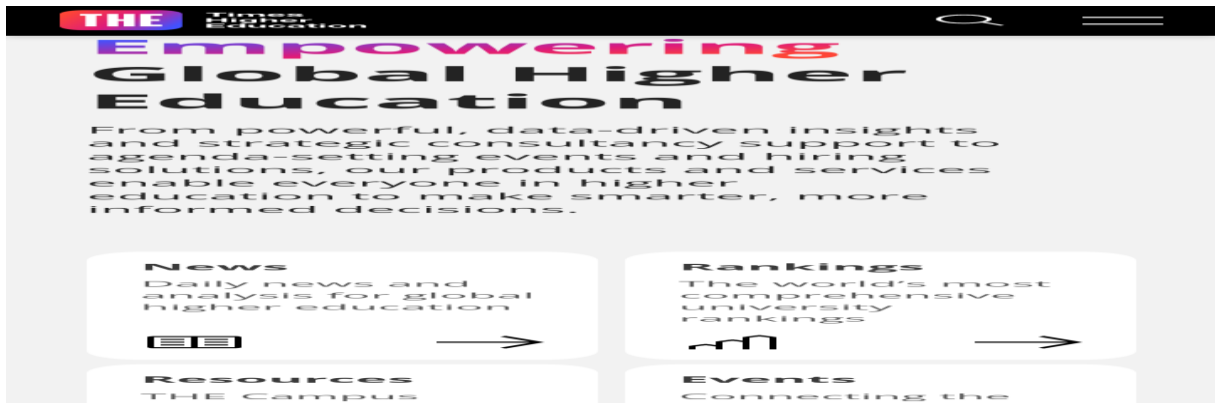 THE
Times
Higher
Education
Empowering
Global Higher
Education
From powerful, data-driven insights
and strategic consultancy support to
agenda-setting events and hiring
solutions, our products and services
enable everyone in higher
education to make smarter, more
informed decisions.
News
Daily news and
analysis for global
higher education
Rankings
The world's most
comprehensive
university
rankings
Resources
THE Campus
Events
Connecting the